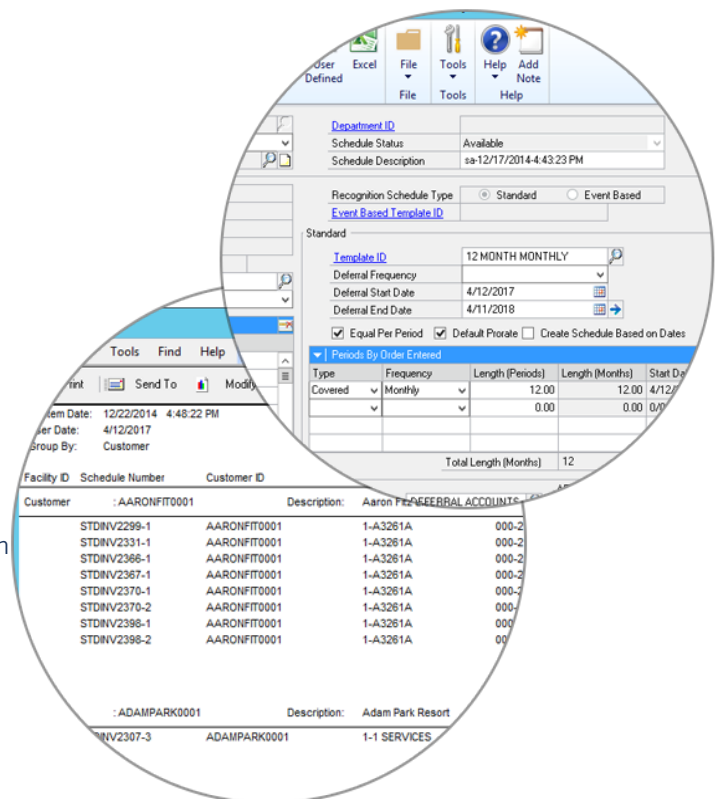 User Defined Excel File Tools Help Add Note
File Tools Help
Department ID
Schedule Status Available
Schedule Description sa-12/17/2014-4:43:23 PM
Recognition Schedule Type Standard Event Based
Event Based Template ID
Standard
Template ID 12 MONTH MONTHLY
Deferral Frequency
Deferral Start Date 4/12/2017
Deferral End Date 4/11/2018
Equal Per Period Default Prorate Create Schedule Based on Dates
Periods By Order Entered
Type Frequency Length (Periods) Length (Months) Start
Covered Monthly 12.00 12.00
0.00 0.00
Total Length (Months) 12
DEFERRAL ACCOUNTS
Tools Find Help
Send To Modify
Date: 12/22/2014 4:48:22 PM
Date: 4/12/2017
Group By: Customer
Facility ID Schedule Number Customer ID
Customer : AARONFIT0001 Description: Aaron
STDINV2299-1 AARONFIT0001 1-A3261A
STDINV2331-1 AARONFIT0001 1-A3261A
STDINV2366-1 AARONFIT0001 1-A3261A
STDINV2367-1 AARONFIT0001 1-A3261A
STDINV2370-1 AARONFIT0001 1-A3261A
STDINV2370-2 AARONFIT0001 1-A3261A
STDINV2398-1 AARONFIT0001 1-A3261A
STDINV2398-2 AARONFIT0001 1-A3261A
: ADAMPARK0001 Description: Adam Park Resort
INV2307-3 ADAMPARK0001 1-1 SERVICES